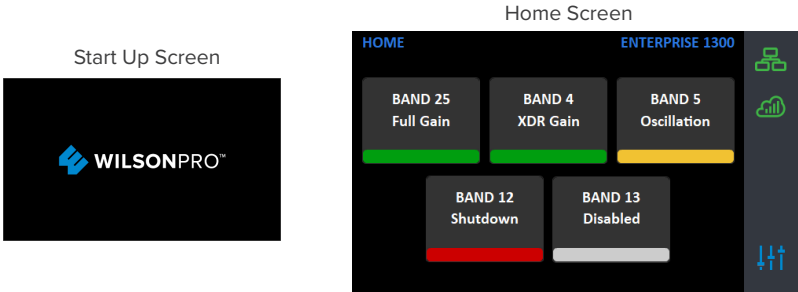 Start Up Screen
WILSONPRO™
Home Screen
HOME
ENTERPRISE 1300
BAND 25
Full Gain
BAND 4
XDR Gain
BAND 5
Oscillation
BAND 12
Shutdown
BAND 13
Disabled